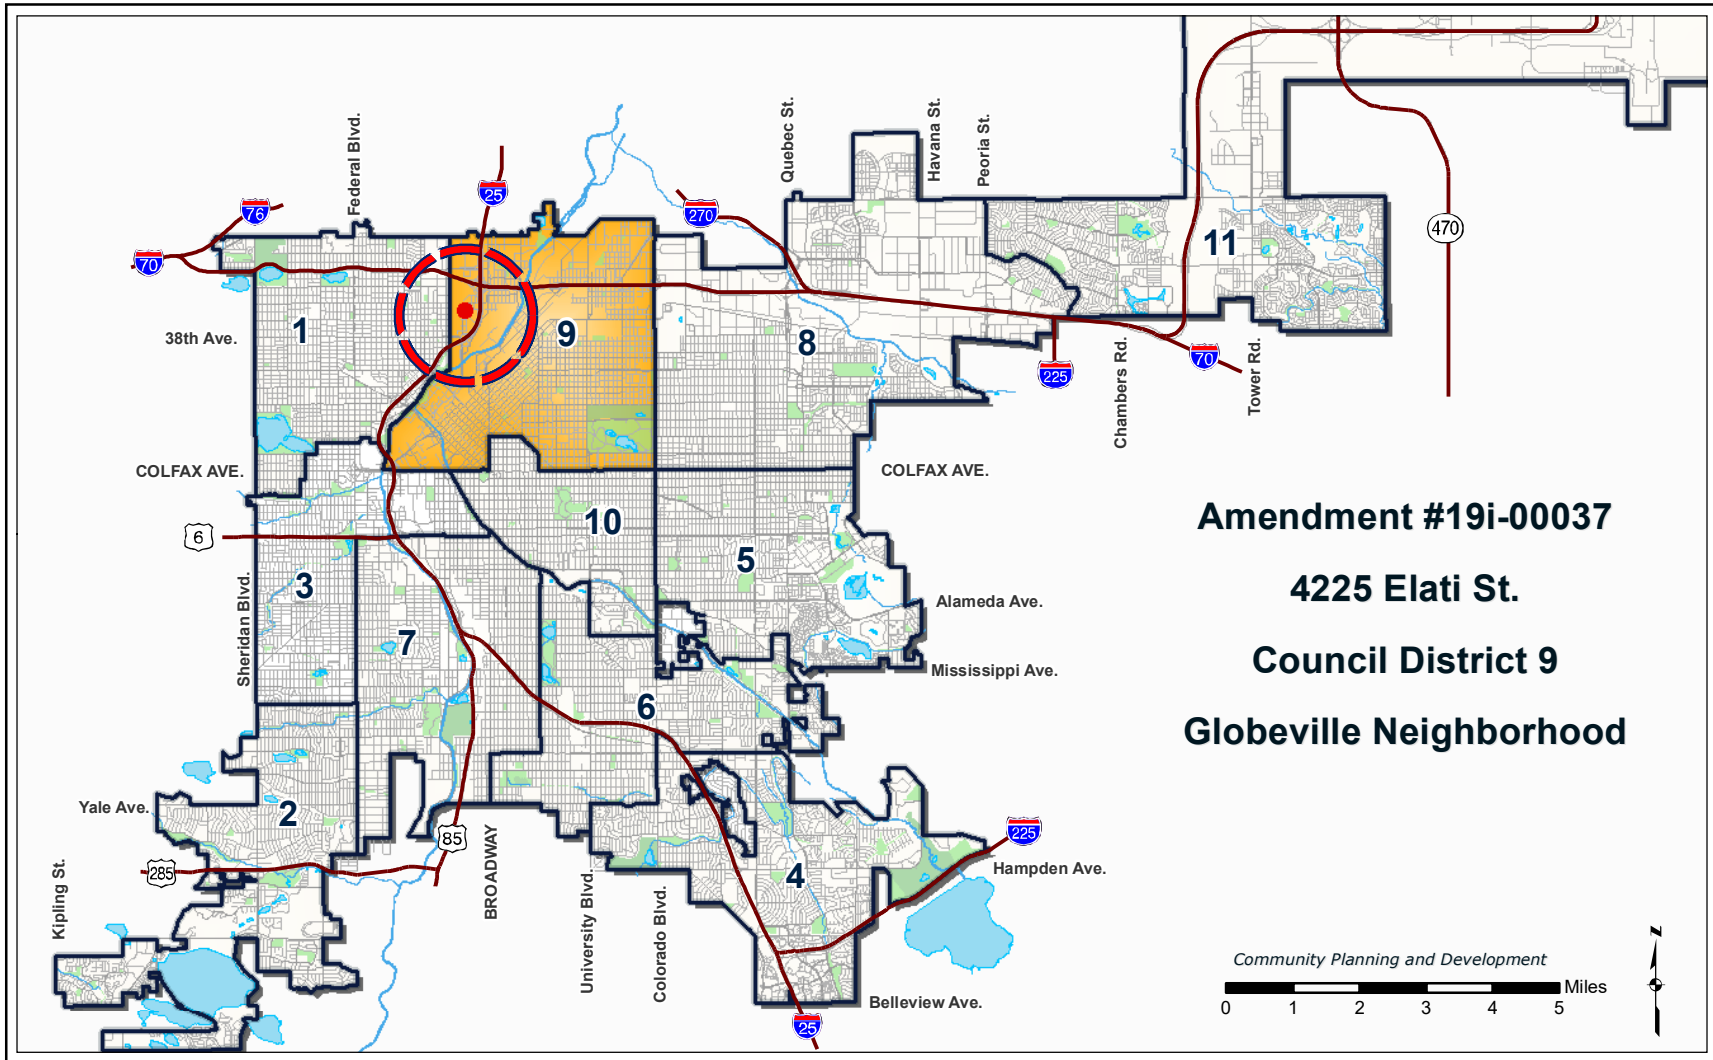 Quebec St.
Havana St.
Peoria St.
Federal Blvd.
25
76
270
470
70
11
1
9
38th Ave.
8
70
225
Chambers Rd.
Tower Rd.
COLFAX AVE.
COLFAX AVE.
Amendment #19i-00037
10
6
5
3
4225 Elati St.
Alameda Ave.
Sheridan Blvd.
7
Council District 9
Mississippi Ave.
6
Globeville Neighborhood
Yale Ave.
2
85
BROADWAY
225
285
Hampden Ave.
4
Kipling St.
University Blvd.
Colorado Blvd.
Z
Community Planning and Development
Miles
0 1 2 3 4 5
Belleview Ave.
25